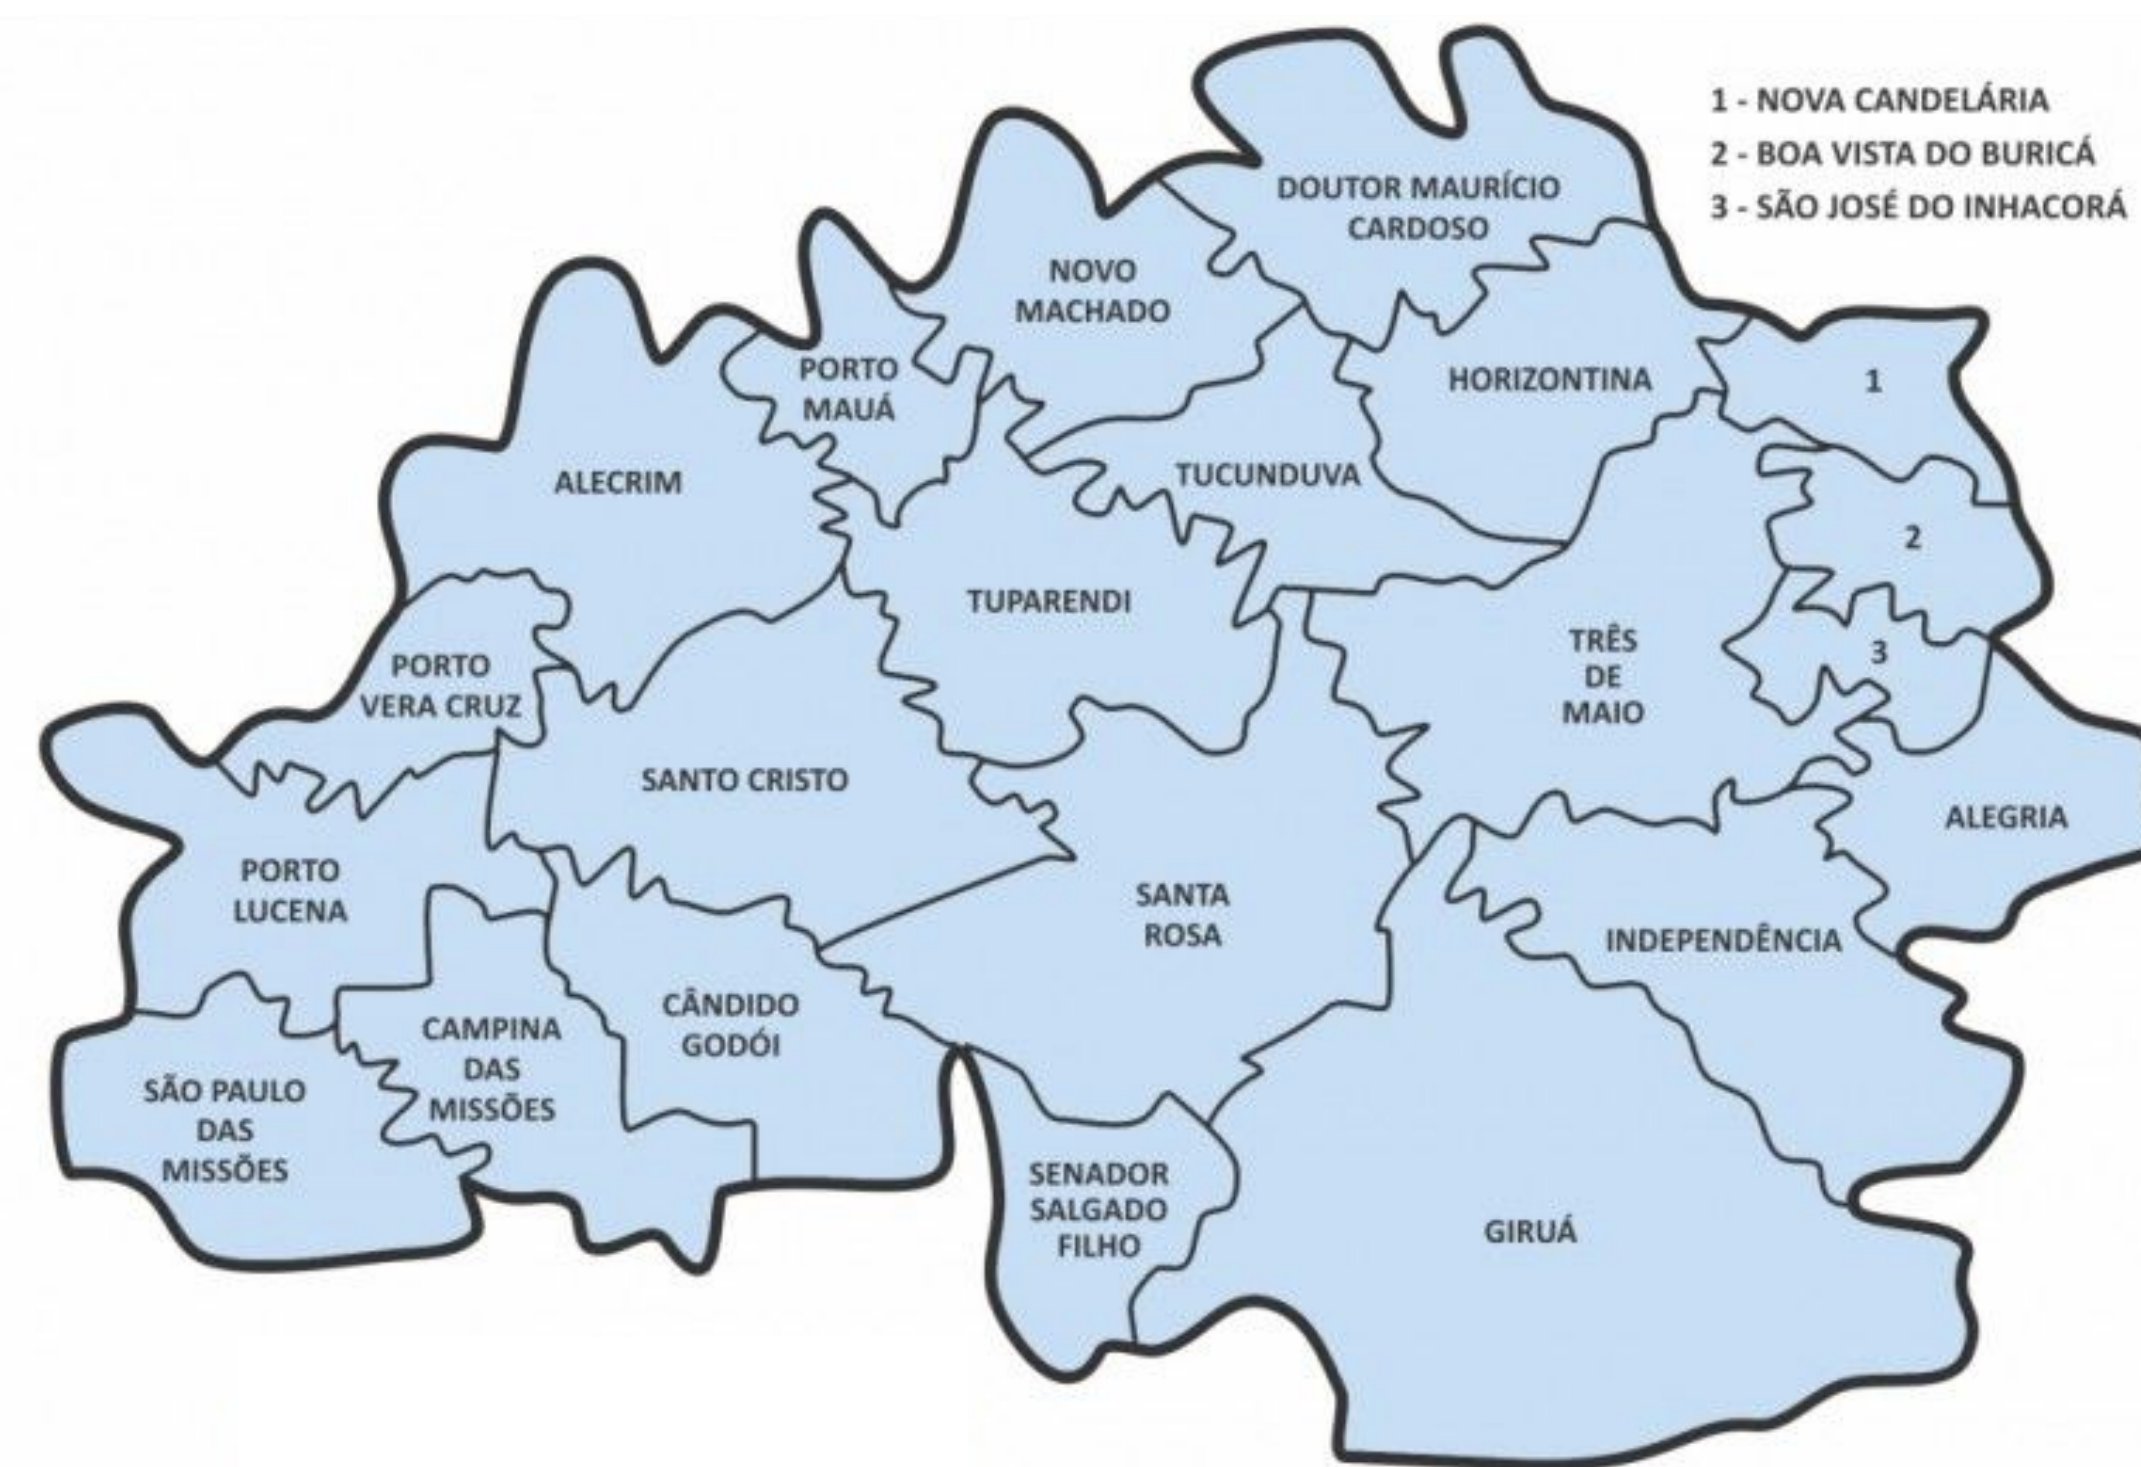 1 - NOVA CANDELÁRIA
2 - BOA VISTA DO BURICÁ
3 - SÃO JOSÉ DO INHACORÁ
DOUTOR MAURÍCIO
CARDOSO
NOVO
MACHADO
PORTO
MAUÁ
HORIZONTINA
1
ALECRIM
TUCUNDUVA
2
TUPARENDI
PORTO
VERA CRUZ
TRÊS
DE
MAIO
3
SANTO CRISTO
ALEGRIA
PORTO
LUCENA
SANTA
ROSA
INDEPENDÊNCIA
CÂNDIDO
GODÓI
CAMPINA
DAS
MISSÕES
SÃO PAULO
DAS
MISSÕES
SENADOR
SALGADO
FILHO
GIRUÁ